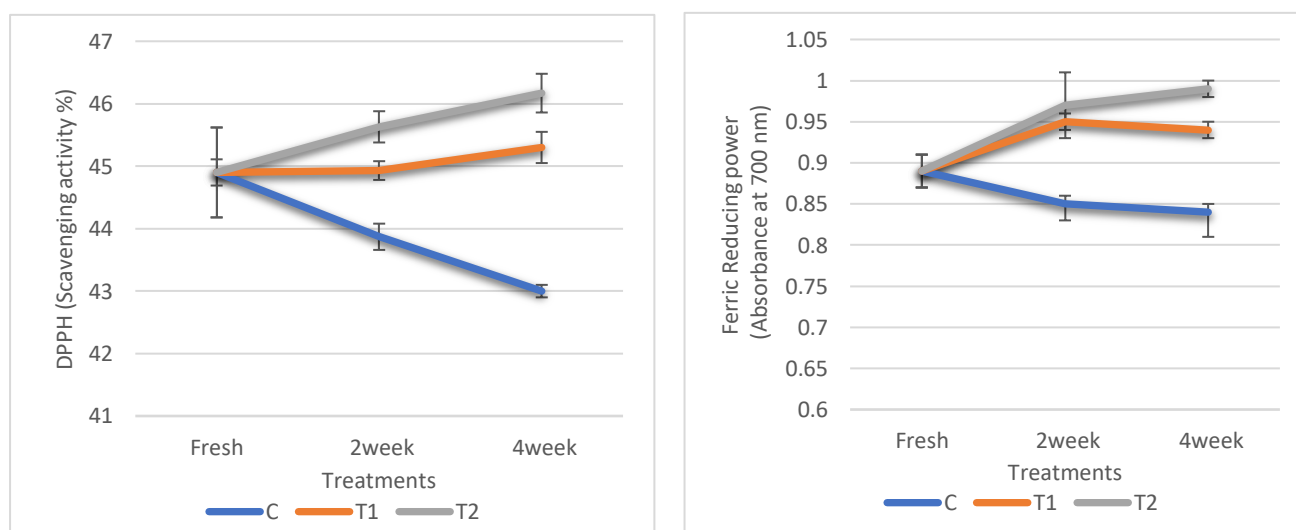 47
46
45
44
43
42
41
DPPH (Scavenging activity %)
Fresh 2week 4week
Treatments
C T1 T2
1.05
1
0.95
0.9
0.85
0.8
0.75
0.7
0.65
0.6
Ferric Reducing power
(Absorbance at 700 nm)
Fresh 2week 4week
Treatments
C T1 T2